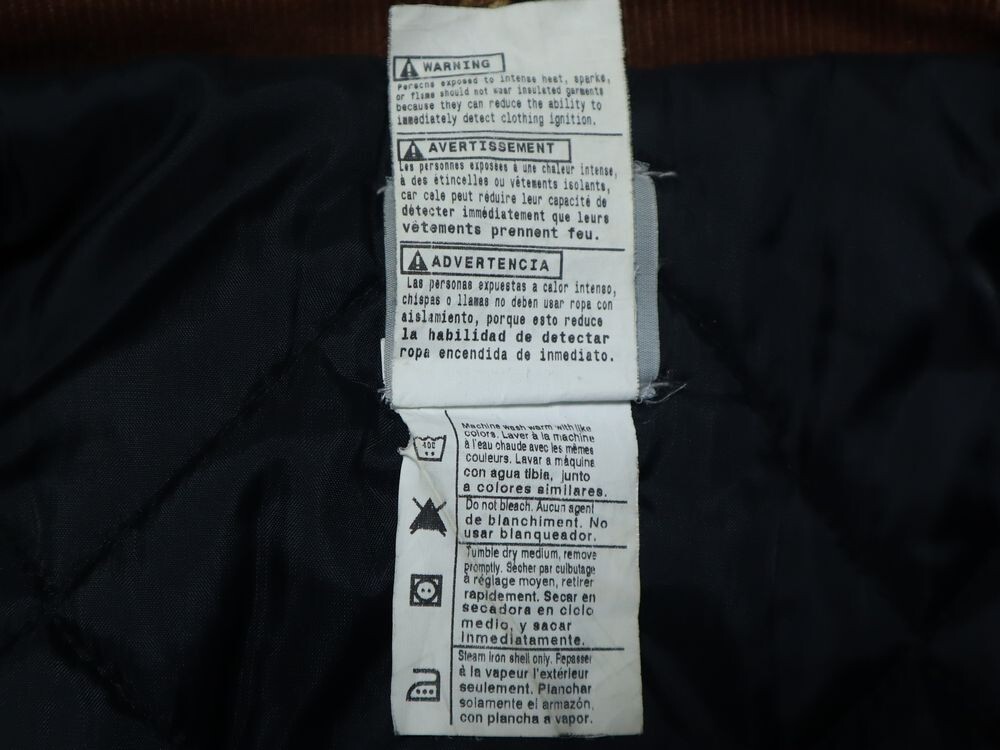 WARNING
Persons exposed to intense heat, sparks,
or flame should not wear insulated garments
because they can reduce the ability to
immediately detect clothing ignition.
AVERTISSEMENT
Les personnes exposées à une chaleur intense,
à des étincelles ou vêtements isolants,
car cele peut réduire leur capacité de
détecter immédiatement que leurs
vêtements prennent feu.
ADVERTENCIA
Las personas expuestas a calor intenso,
chispas o llamas no deben usar ropa con
aislamiento, porque esto reduce
la habilidad de detectar
ropa encendida de inmediato.
Machine wash warm with like
colors. Laver à la machine
à l'eau chaude avec les mêmes
couleurs. Lavar a máquina
con agua tibia, junto
a colores similares.
40C
Do not bleach. Aucun agent
de blanchiment. No
usar blanqueador.
Tumble dry medium, remove
promptly. Sécher par culbutage
à réglage moyen, retirer
rapidement. Secar en
secadora en ciclo
medio, y sacar
inmediatamente.
Steam iron shell only. Repasser
à la vapeur l'extérieur
seulement. Planchar
solamente el armazón,
con plancha a vapor.